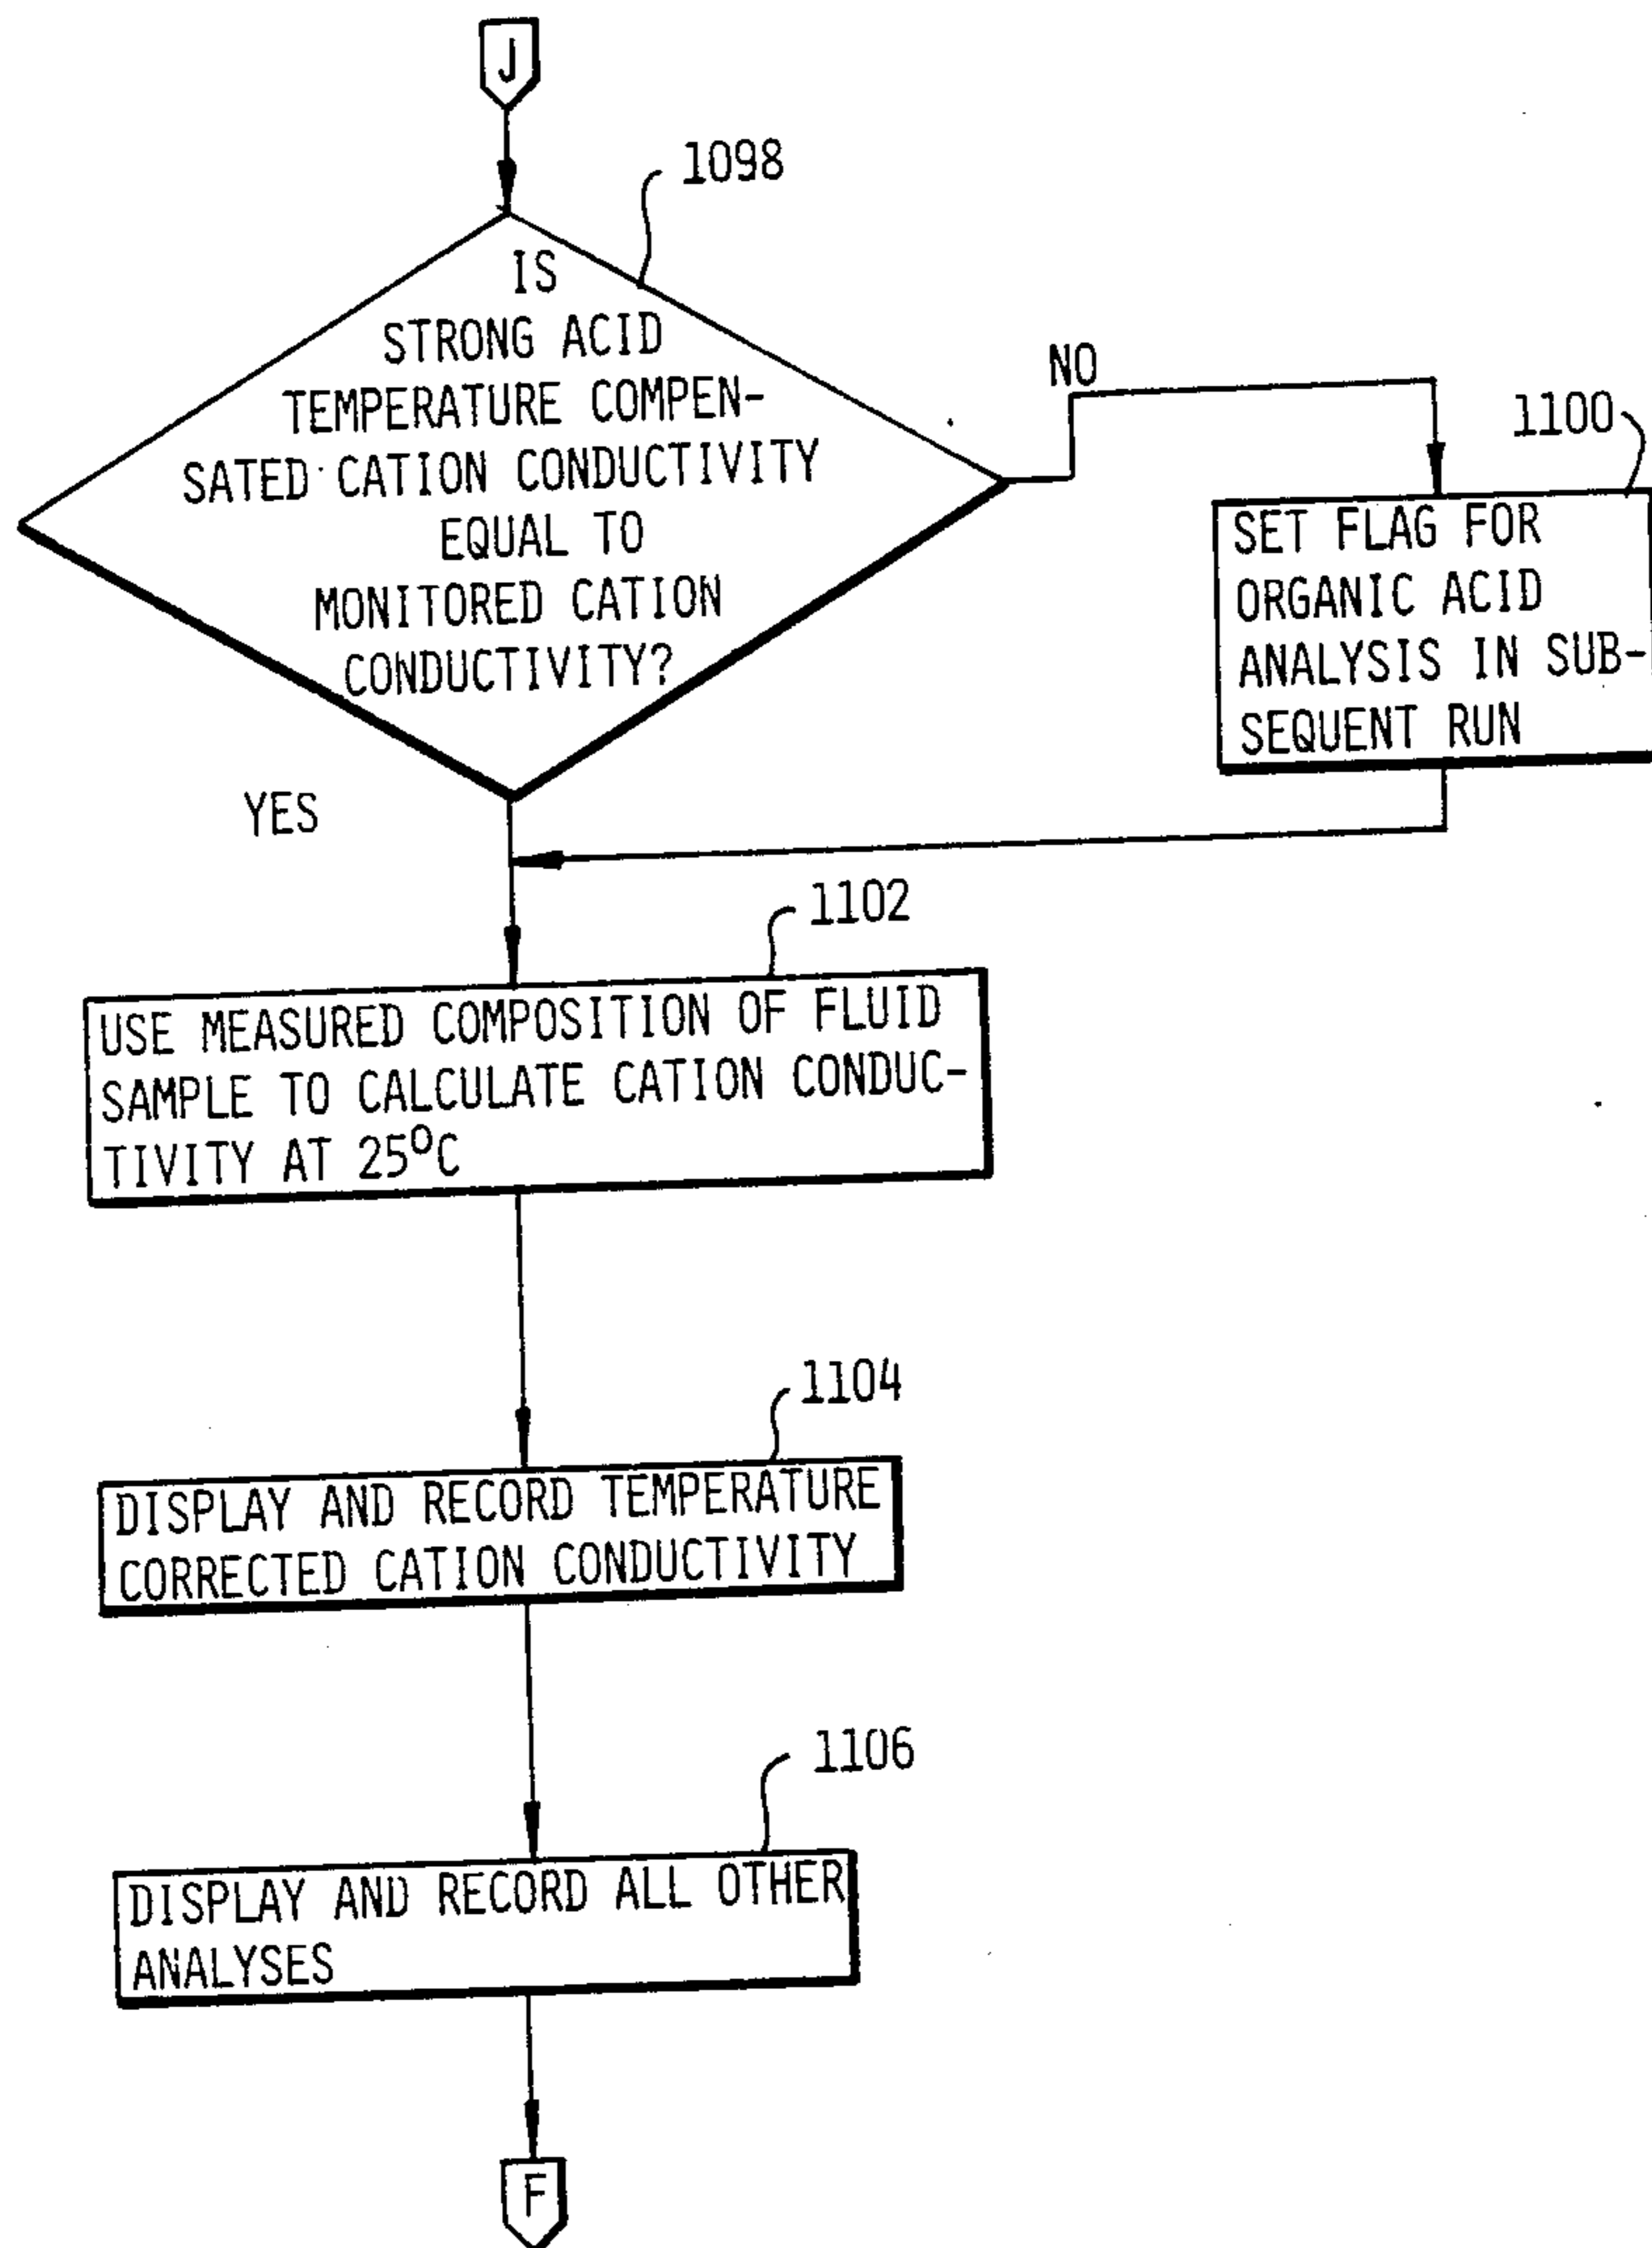 J
1098
IS
STRONG ACID
TEMPERATURE COMPEN-
SATED CATION CONDUCTIVITY
EQUAL TO
MONITORED CATION
CONDUCTIVITY?
NO
1100
SET FLAG FOR
ORGANIC ACID
ANALYSIS IN SUB-
SEQUENT RUN
YES
1102
USE MEASURED COMPOSITION OF FLUID
SAMPLE TO CALCULATE CATION CONDUC-
TIVITY AT 25°C
1104
DISPLAY AND RECORD TEMPERATURE
CORRECTED CATION CONDUCTIVITY
1106
DISPLAY AND RECORD ALL OTHER
ANALYSES
F